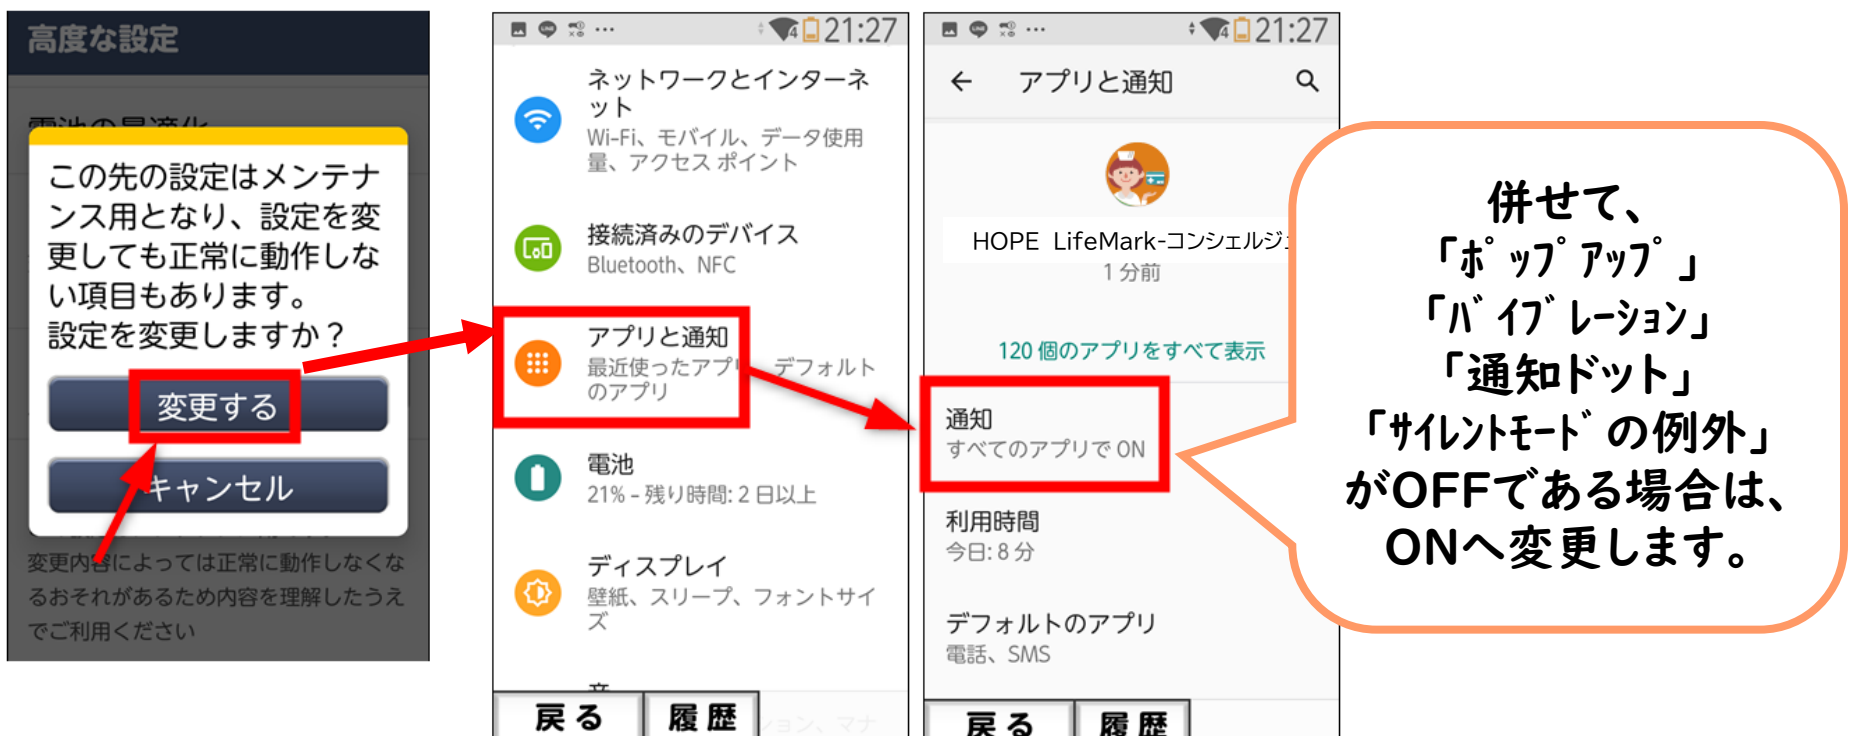 高度な設定
電池の最適化
この先の設定はメンテナ
ンス用となり、設定を変
更しても正常に動作しな
い項目もあります。
設定を変更しますか？
変更する
キャンセル
変更内容によっては正常に動作しなくな
るおそれがあるため内容を理解したうえ
でご利用ください
21:27
ネットワークとインターネ
ット
Wi-Fi、モバイル、データ使用
量、アクセス ポイント
接続済みのデバイス
Bluetooth、NFC
アプリと通知
最近使ったアプリ、デフォルト
のアプリ
電池
21% – 残り時間: 2 日以上
ディスプレイ
壁紙、スリープ、フォントサイ
ズ
音
ション、マナ
戻る 履歴
21:27
アプリと通知
HOPE LifeMark-コンシェルジュ
1 分前
120 個のアプリをすべて表示
通知
すべてのアプリで ON
利用時間
今日: 8 分
デフォルトのアプリ
電話、SMS
戻る 履歴
併せて、
「ﾎﾟｯﾌﾟｱｯﾌﾟ」
「ﾊﾞｲﾌﾞﾚｰｼｮﾝ」
「通知ドット」
「ｻｲﾚﾝﾄﾓｰﾄﾞの例外」
がOFFである場合は、
ONへ変更します。